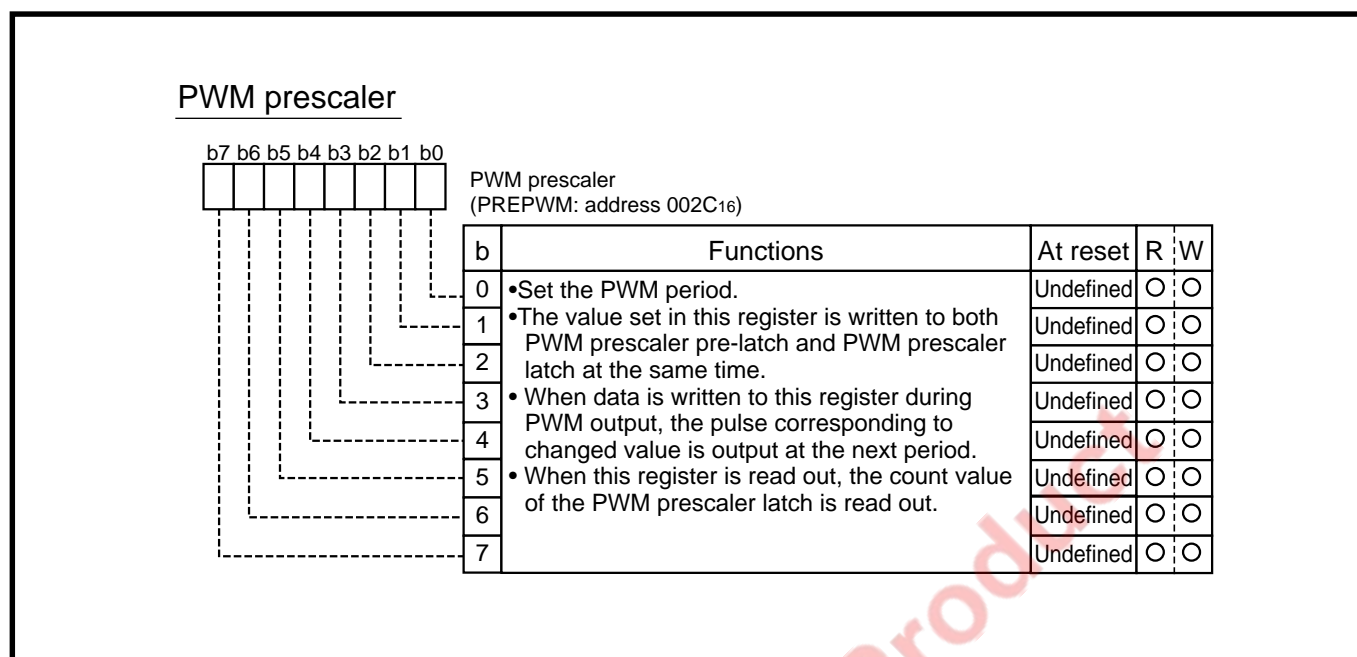 PWM prescaler
b7 b6 b5 b4 b3 b2 b1 b0
PWM prescaler
(PREPWM: address 002C16)
b Functions At reset R W
0 •Set the PWM period. Undefined O O
1 •The value set in this register is written to both Undefined O O
PWM prescaler pre-latch and PWM prescaler
2 latch at the same time. Undefined O O
3 • When data is written to this register during Undefined O O
PWM output, the pulse corresponding to
4 changed value is output at the next period. Undefined O O
5 • When this register is read out, the count value Undefined O O
6 of the PWM prescaler latch is read out. Undefined O O
7 Undefined O O
Product